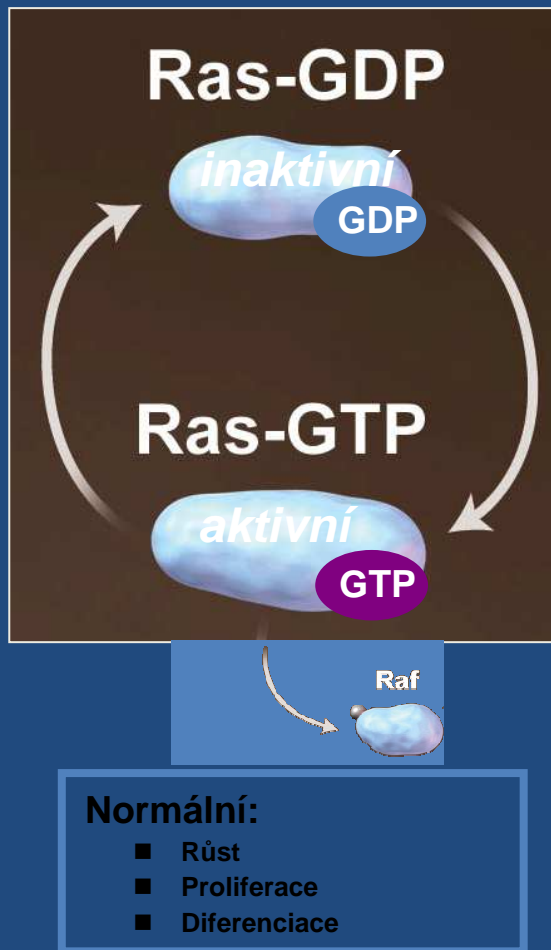 Ras-GDP
inaktivní
GDP
Ras-GTP
aktivní
GTP
Raf
Normální:
■ Růst
■ Proliferace
■ Diferenciace